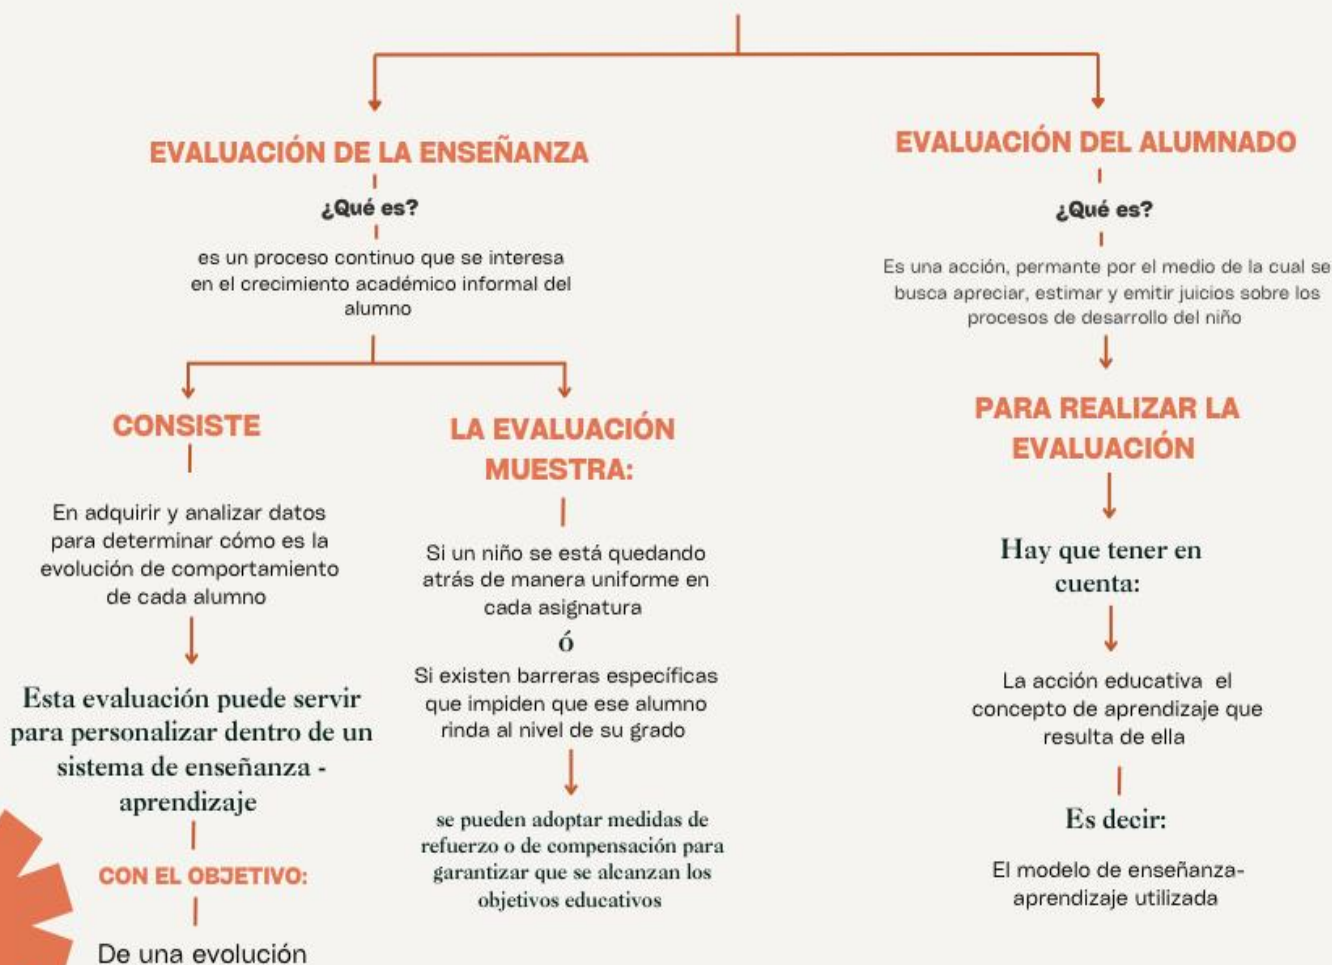 EVALUACIÓN DE LA ENSEÑANZA
¿Qué es?
es un proceso continuo que se interesa
en el crecimiento académico informal del
alumno
CONSISTE
En adquirir y analizar datos
para determinar cómo es la
evolución de comportamiento
de cada alumno
Esta evaluación puede servir
para personalizar dentro de un
sistema de enseñanza -
aprendizaje
CON EL OBJETIVO:
De una evolución
LA EVALUACIÓN
MUESTRA:
Si un niño se está quedando
atrás de manera uniforme en
cada asignatura
ó
Si existen barreras específicas
que impiden que ese alumno
rinda al nivel de su grado
se pueden adoptar medidas de
refuerzo o de compensación para
garantizar que se alcanzan los
objetivos educativos
EVALUACIÓN DEL ALUMNADO
¿Qué es?
Es una acción, permante por el medio de la cual se
busca apreciar, estimar y emitir juicios sobre los
procesos de desarrollo del niño
PARA REALIZAR LA
EVALUACIÓN
Hay que tener en
cuenta:
La acción educativa el
concepto de aprendizaje que
resulta de ella
Es decir:
El modelo de enseñanza-
aprendizaje utilizada